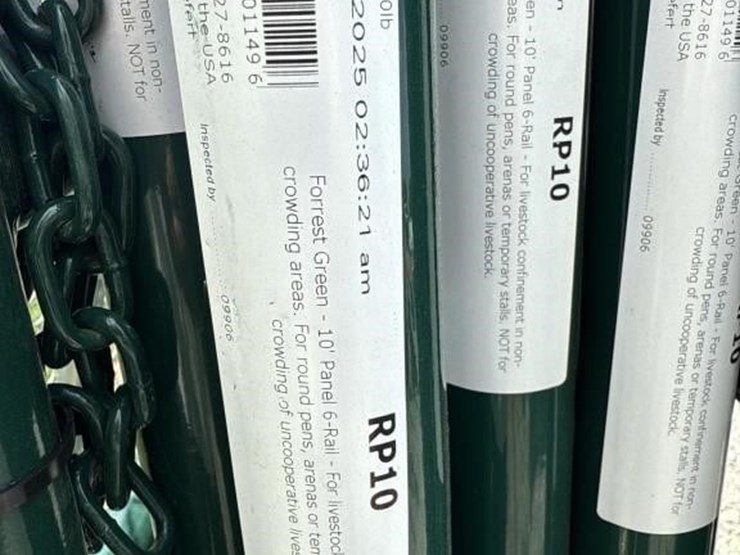 ment in non-
talls. NOT for
27-8616
the USA
efert
01149 6
Inspected by ............ 09906
olb
2025 02:36:21 am
RP10
Forrest Green - 10' Panel 6-Rail - For livestoc
crowding areas. For round pens, arenas or ten
crowding of uncooperative lives
09906
RP10
en - 10' Panel 6-Rail - For livestock confinement in non-
eas. For round pens, arenas or temporary stalls. NOT for
crowding of uncooperative livestock.
01149 6
27-8616
the USA
efert
Inspected by ............ 09906
Green - 10' Panel 6-Rail - For livestock confinement in non-
crowding areas. For round pens, arenas or temporary stalls. NOT for
crowding of uncooperative livestock.